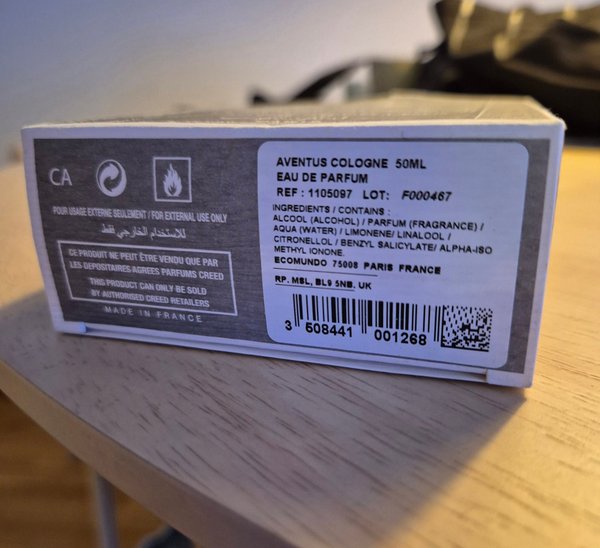 CA
POUR USAGE EXTERNE SEULEMENT / FOR EXTERNAL USE ONLY
للاستخدام الخارجي فقط
CE PRODUIT NE PEUT ÊTRE VENDU QUE PAR
LES DEPOSITAIRES AGREES PARFUMS CREED
THIS PRODUCT CAN ONLY BE SOLD
BY AUTHORISED CREED RETAILERS
MADE IN FRANCE
AVENTUS COLOGNE 50ML
EAU DE PARFUM
REF : 1105097 LOT: F000467
INGREDIENTS / CONTAINS :
ALCOOL (ALCOHOL) / PARFUM (FRAGRANCE) /
AQUA (WATER) / LIMONENE/ LINALOOL /
CITRONELLOL / BENZYL SALICYLATE/ ALPHA-ISO
METHYL IONONE.
ECOMUNDO 75008 PARIS FRANCE
RP. MSL, BL9 5NB, UK
3 508441 001268